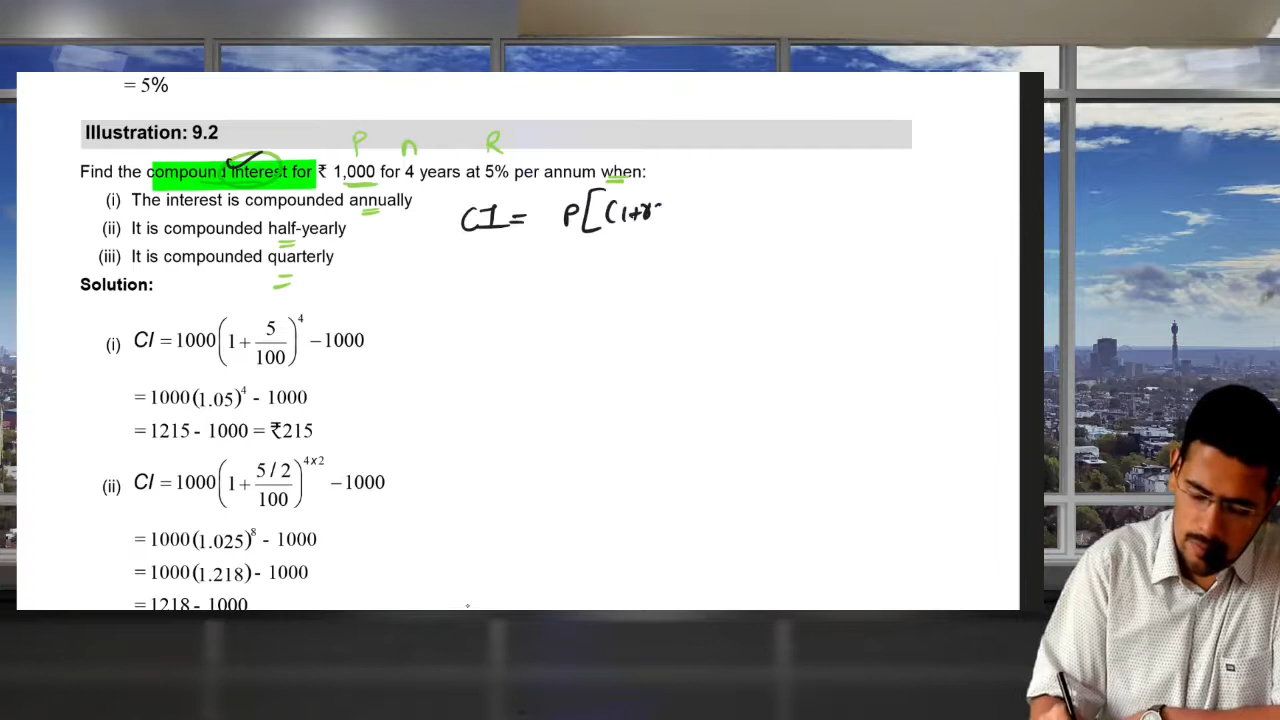 = 5%
Illustration: 9.2
P n R
Find the compound interest for ₹ 1,000 for 4 years at 5% per annum when:
(i) The interest is compounded annually
CI = P[(1+r
(ii) It is compounded half-yearly
(iii) It is compounded quarterly
Solution:
(i) CI = 1000(1 + 5/100)^4 − 1000
= 1000(1.05)^4 - 1000
= 1215 - 1000 = ₹215
(ii) CI = 1000(1 + 5/2/100)^4×2 − 1000
= 1000(1.025)^8 - 1000
= 1000(1.218) - 1000
= 1218 - 1000